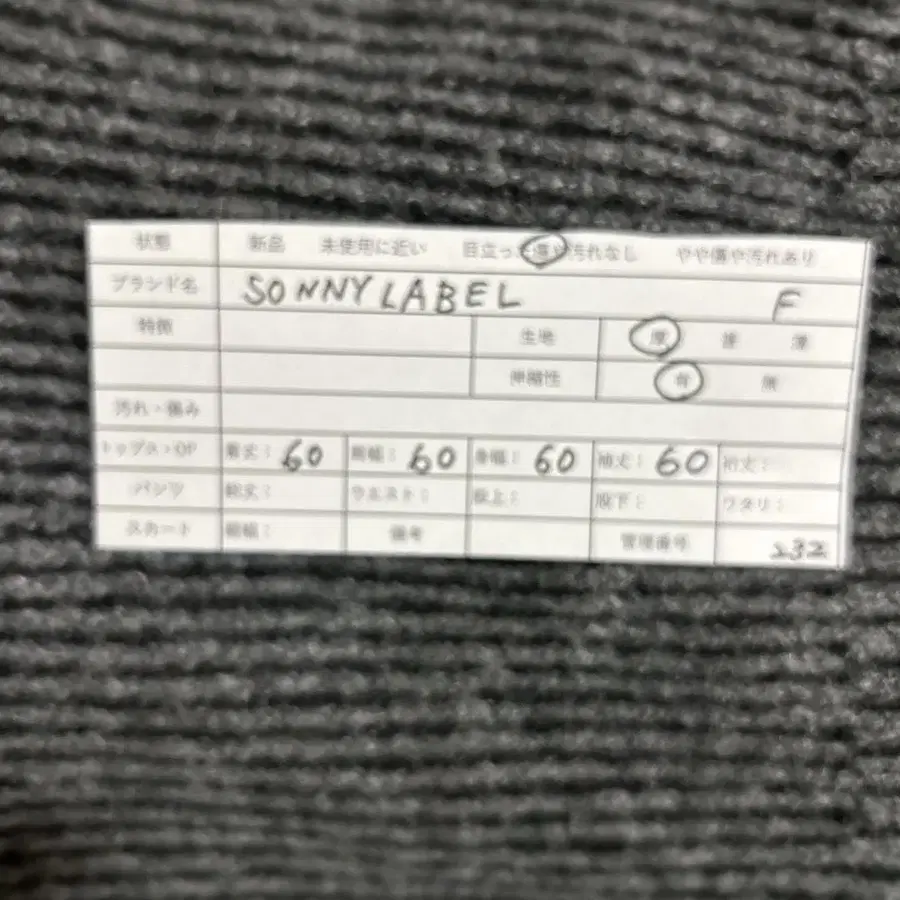 状態 新品 未使用に近い 目立った傷や汚れなし やや傷や汚れあり
ブランド名 SONNY LABEL F
特徴 生地 厚 普 薄
伸縮性 有 無
汚れ・傷み
トップス・OP 着丈: 60 肩幅: 60 身幅: 60 袖丈: 60 裄丈:
パンツ 総丈: ウエスト: 股上: 股下: ワタリ:
スカート 裾幅: 備考 管理番号 232